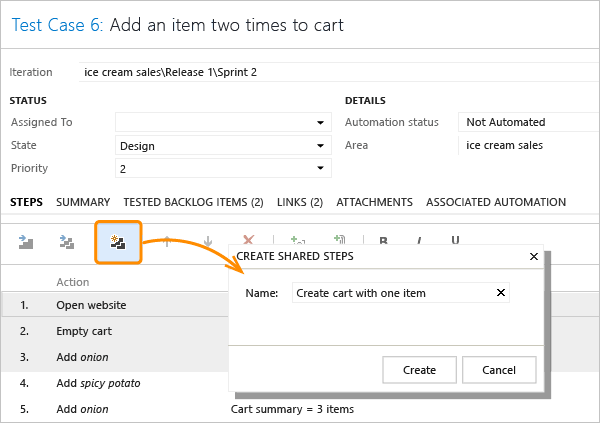 Test Case 6: Add an item two times to cart
Iteration ice cream sales\Release 1\Sprint 2
STATUS DETAILS
Assigned To Automation status Not Automated
State Design Area ice cream sales
Priority 2
STEPS SUMMARY TESTED BACKLOG ITEMS (2) LINKS (2) ATTACHMENTS ASSOCIATED AUTOMATION
B I U
CREATE SHARED STEPS
Action
Name: Create cart with one item
1. Open website
2. Empty cart
3. Add onion
Create Cancel
4. Add spicy potato
5. Add onion Cart summary = 3 items